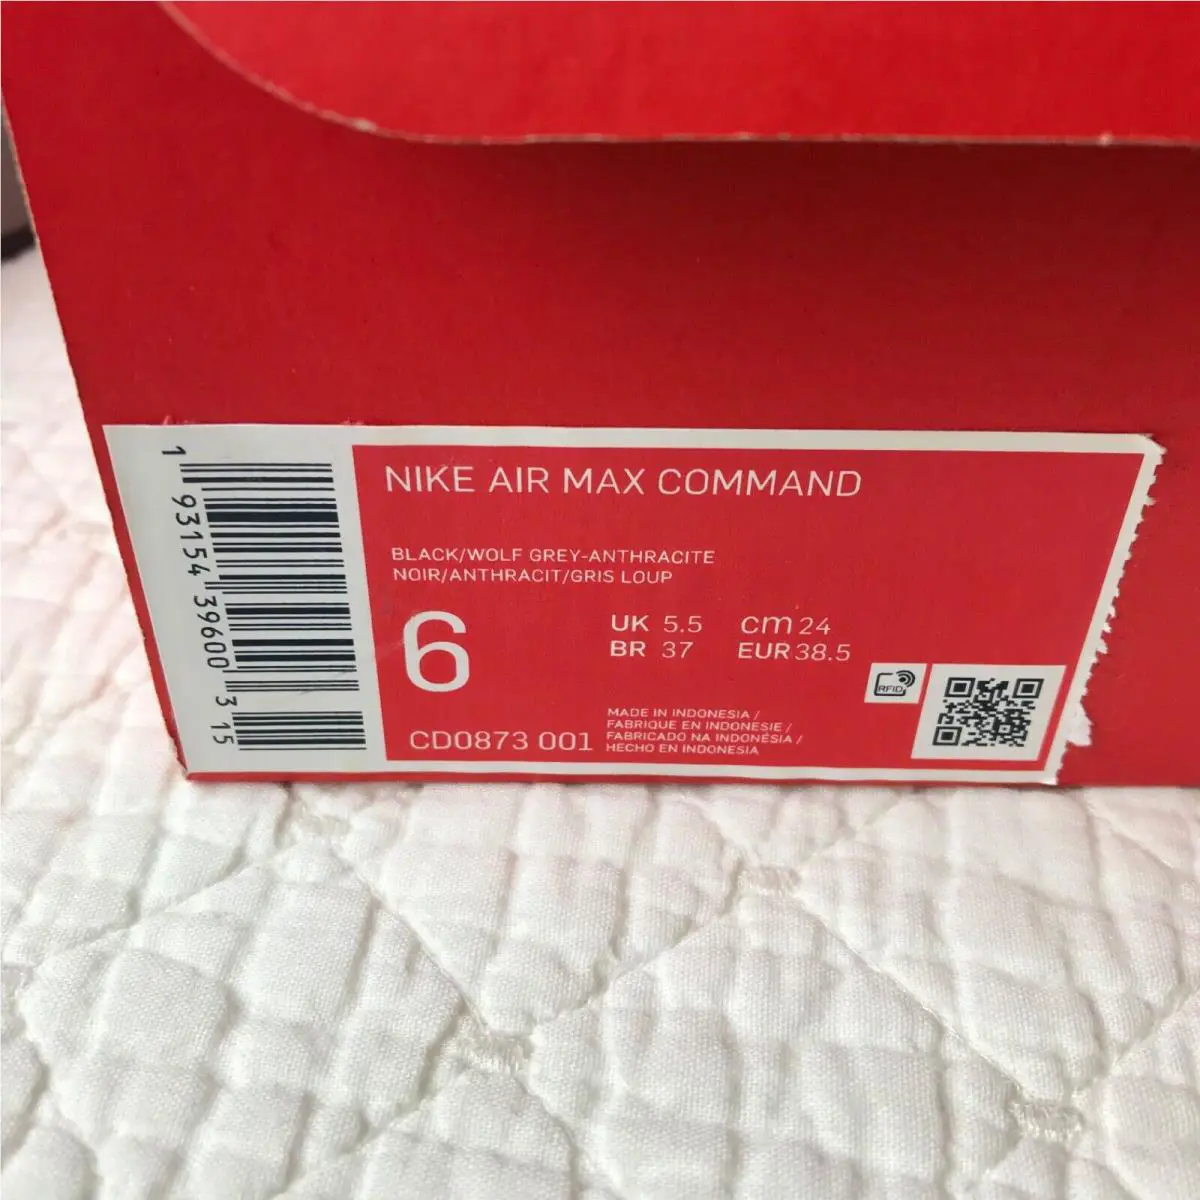 1 93154 39600 3 15
NIKE AIR MAX COMMAND
BLACK/WOLF GREY-ANTHRACITE
NOIR/ANTHRACIT/GRIS LOUP
6
UK 5.5 cm 24
BR 37 EUR 38.5
CD0873 001
MADE IN INDONESIA /
FABRIQUE EN INDONESIE /
FABRICADO NA INDONÉSIA /
HECHO EN INDONESIA
RFID